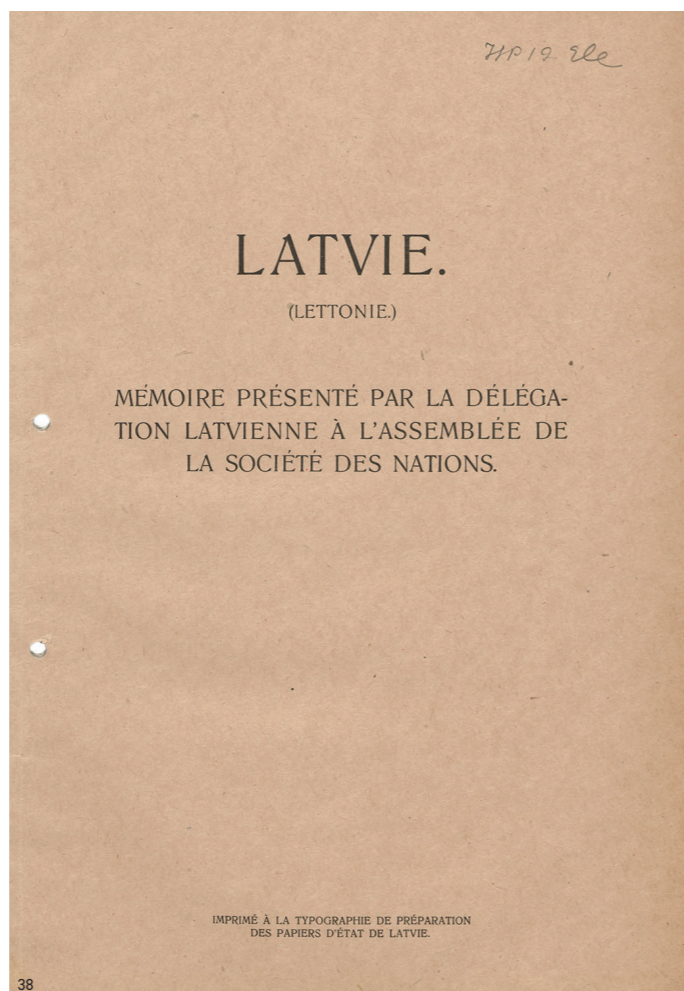 LATVIE.
(LETTONIE.)
MÉMOIRE PRÉSENTÉ PAR LA DÉLÉGA-
TION LATVIENNE À L'ASSEMBLÉE DE
LA SOCIÉTÉ DES NATIONS.
IMPRIMÉ À LA TYPOGRAPHIE DE PRÉPARATION
DES PAPIERS D'ÉTAT DE LATVIE.
38